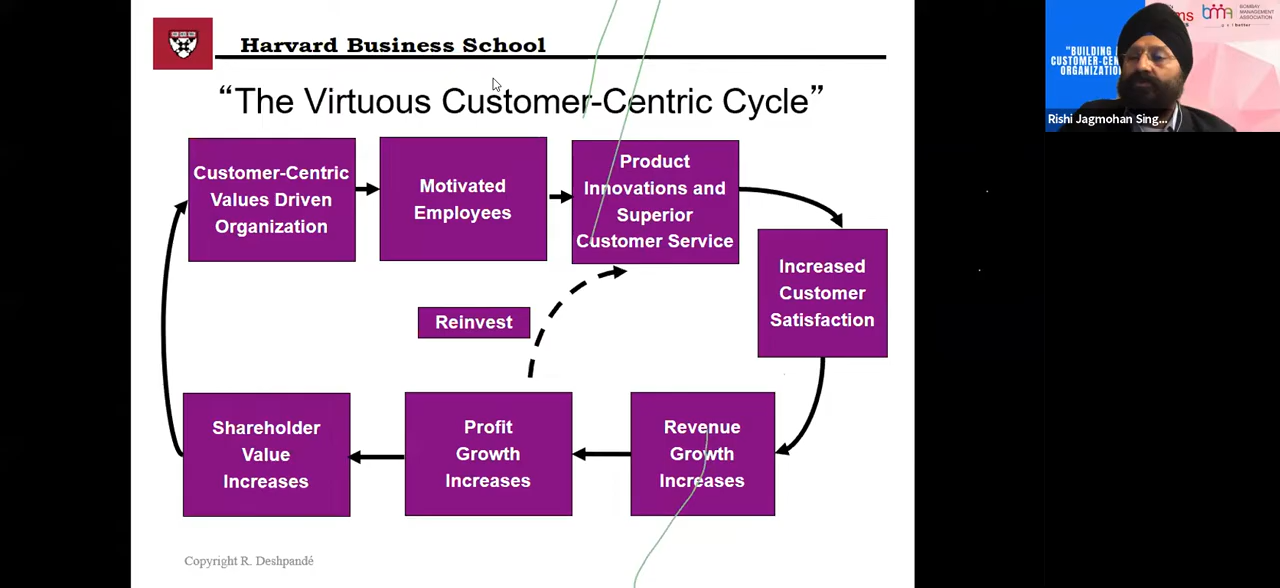 Harvard Business School
“The Virtuous Customer-Centric Cycle”
Customer-Centric
Values Driven
Organization
Motivated
Employees
Product
Innovations and
Superior
Customer Service
Increased
Customer
Satisfaction
Reinvest
Shareholder
Value
Increases
Profit
Growth
Increases
Revenue
Growth
Increases
Copyright R. Deshpandé
bma
BOMBAY
MANAGEMENT
ASSOCIATION
"BUILDING
CUSTOMER-CEN
ORGANIZATION
Rishi Jagmohan Sing...